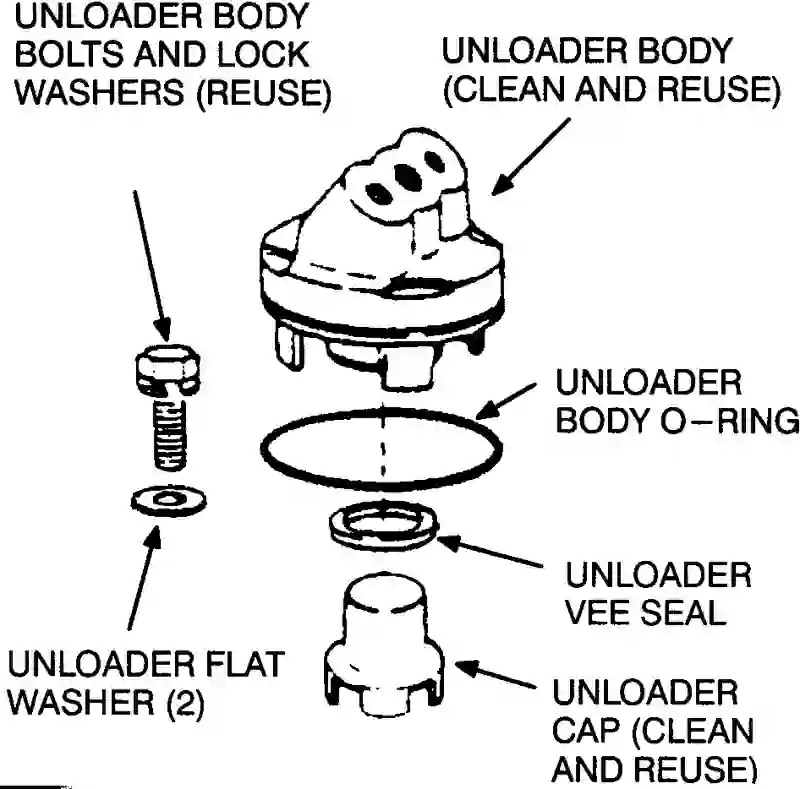 UNLOADER BODY
BOLTS AND LOCK
WASHERS (REUSE)
UNLOADER BODY
(CLEAN AND REUSE)
UNLOADER
BODY O-RING
UNLOADER
VEE SEAL
UNLOADER FLAT
WASHER (2)
UNLOADER
CAP (CLEAN
AND REUSE)